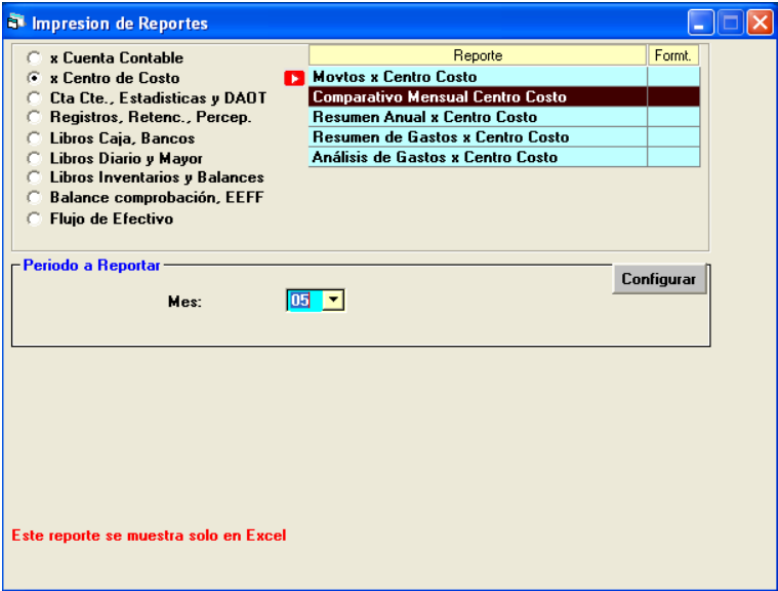 Impresion de Reportes
x Cuenta Contable
x Centro de Costo
Cta Cte., Estadisticas y DAOT
Registros, Retenc., Percep.
Libros Caja, Bancos
Libros Diario y Mayor
Libros Inventarios y Balances
Balance comprobación, EEFF
Flujo de Efectivo
Reporte Formt.
Movtos x Centro Costo
Comparativo Mensual Centro Costo
Resumen Anual x Centro Costo
Resumen de Gastos x Centro Costo
Análisis de Gastos x Centro Costo
Periodo a Reportar
Configurar
Mes: 05
Este reporte se muestra solo en Excel